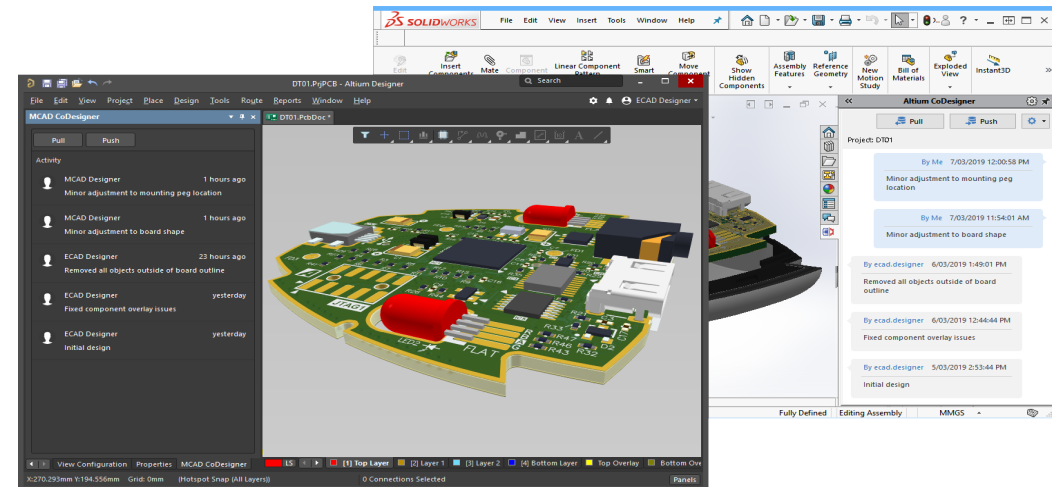 SOLIDWORKS File Edit View Insert Tools Window Help
Edit
Insert Components
Mate
Component
Linear Component Pattern
Smart
Move Component
Show Hidden Components
Assembly Features
Reference Geometry
New Motion Study
Bill of Materials
Exploded View
Instant3D
Altium CoDesigner
Pull Push
Project: DT01
By Me 7/03/2019 12:00:58 PM
Minor adjustment to mounting peg
location
By Me 7/03/2019 11:54:01 AM
Minor adjustment to board shape
By ecad.designer 6/03/2019 1:49:01 PM
Removed all objects outside of board
outline
By ecad.designer 6/03/2019 12:44:44 PM
Fixed component overlay issues
By ecad.designer 5/03/2019 2:53:44 PM
Initial design
Fully Defined Editing Assembly MMGS
DT01.PrjPCB - Altium Designer
Search
File Edit View Project Place Design Tools Route Reports Window Help
ECAD Designer
MCAD CoDesigner
DT01.PcbDoc *
Pull Push
Activity
MCAD Designer 1 hours ago
Minor adjustment to mounting peg location
MCAD Designer 1 hours ago
Minor adjustment to board shape
ECAD Designer 23 hours ago
Removed all objects outside of board outline
ECAD Designer yesterday
Fixed component overlay issues
ECAD Designer yesterday
Initial design
JTAG1
LED2
FLAT
R33
R47
R46
R43 R32
D2
View Configuration Properties MCAD CoDesigner
LS [1] Top Layer [2] Layer 1 [3] Layer 2 [4] Bottom Layer Top Overlay Bottom Ove
X:270.293mm Y:194.556mm Grid: 0mm (Hotspot Snap (All Layers))
0 Connections Selected
Panels